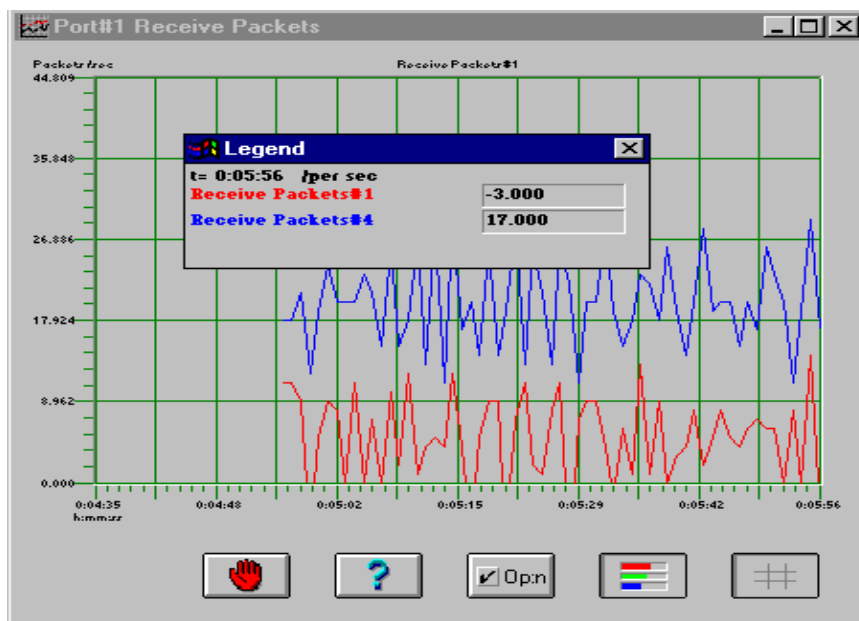 Port#1 Receive Packets
Packets/sec
Receive Packets#1
44.809
35.848
26.886
17.924
8.962
0.000
Legend
t= 0:05:56 /per sec
Receive Packets#1 -3.000
Receive Packets#4 17.000
0:04:35 0:04:48 0:05:02 0:05:15 0:05:29 0:05:42 0:05:56
h:mm:ss
? Op:n